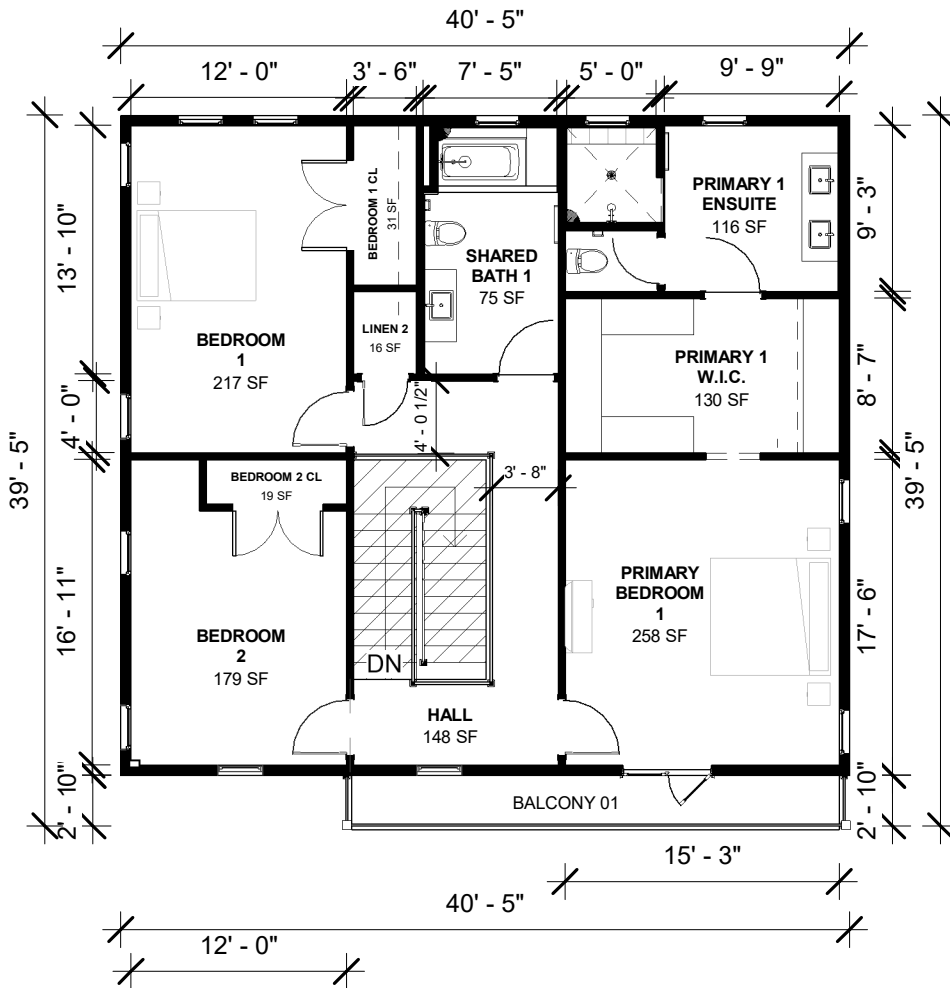 40' - 5"
12' - 0"
3' - 6"
7' - 5"
5' - 0"
9' - 9"
39' - 5"
13' - 10"
4' - 0"
16' - 11"
2' - 10"
BEDROOM
1
217 SF
BEDROOM 1 CL
31 SF
LINEN 2
16 SF
SHARED
BATH 1
75 SF
PRIMARY 1
ENSUITE
116 SF
PRIMARY 1
W.I.C.
130 SF
4' - 0 1/2"
3' - 8"
BEDROOM 2 CL
19 SF
BEDROOM
2
179 SF
DN
HALL
148 SF
PRIMARY
BEDROOM
1
258 SF
BALCONY 01
9' - 3"
8' - 7"
17' - 6"
2' - 10"
39' - 5"
15' - 3"
40' - 5"
12' - 0"